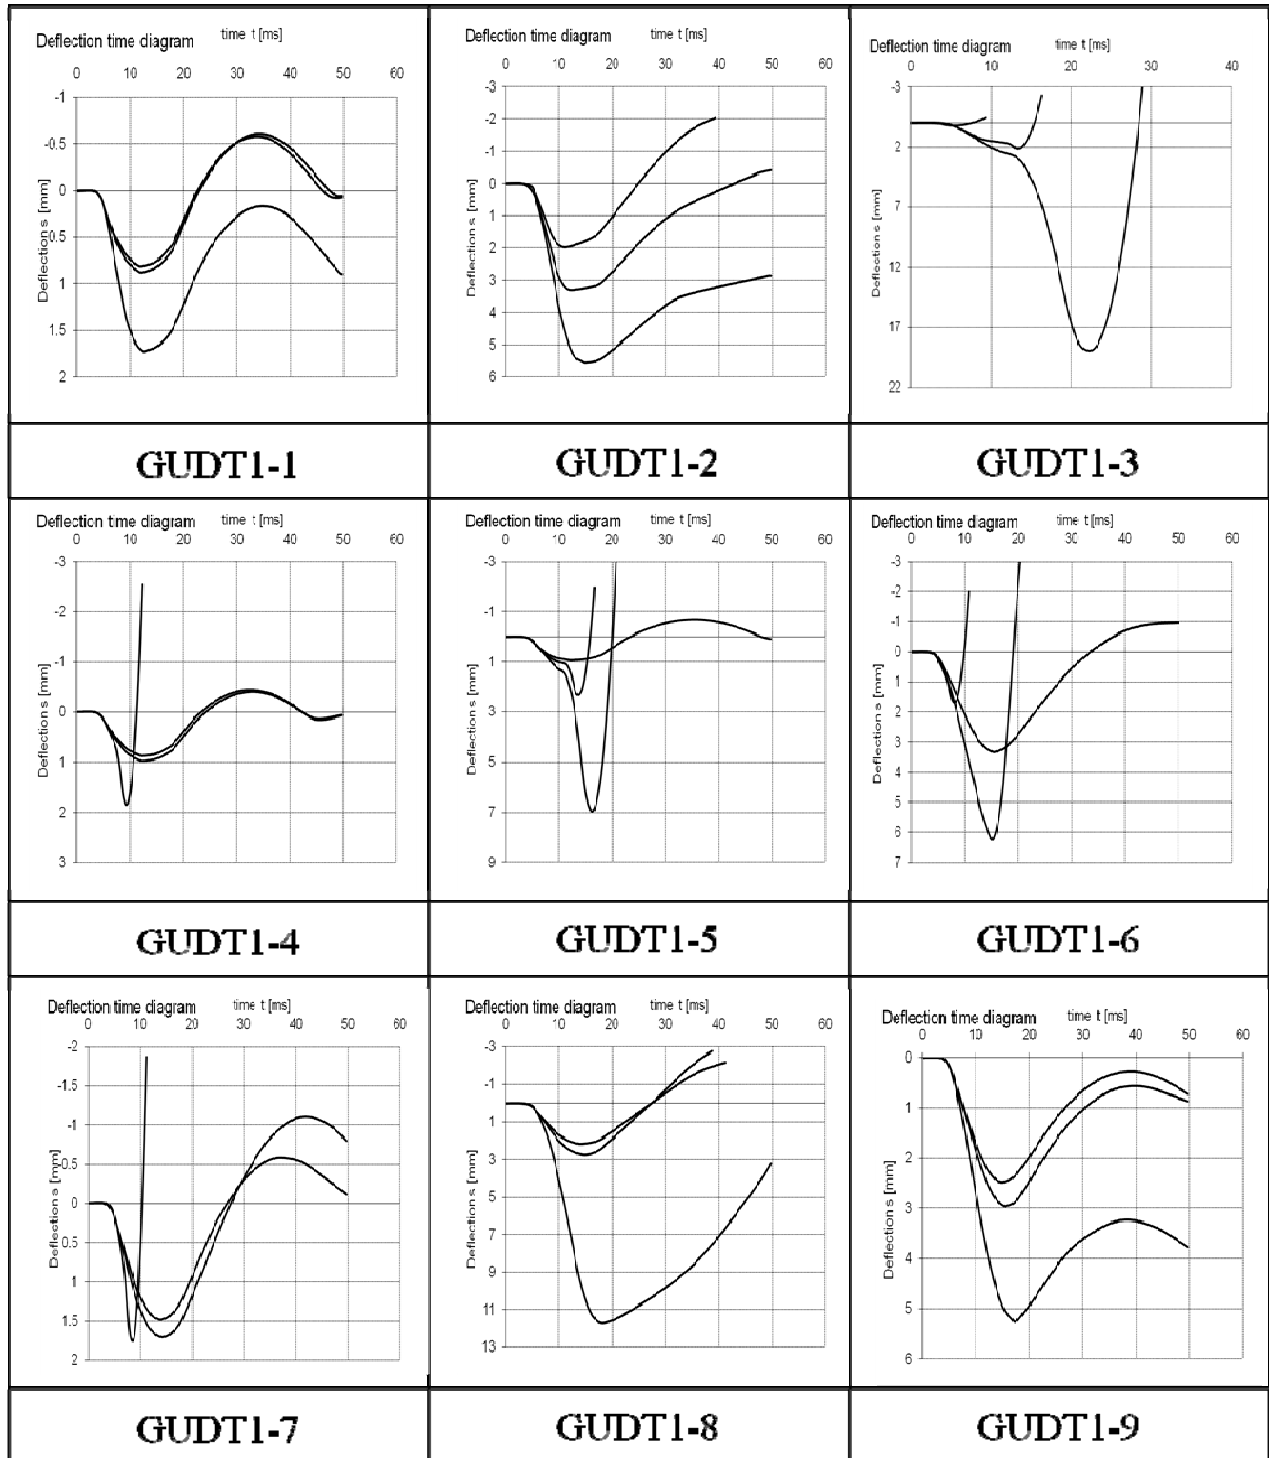 Deflection time diagram time t [ms]
0 10 20 30 40 50 60
-1
-0.5
0
0.5
1
1.5
2
Deflections [mm]
Deflection time diagram time t [ms]
0 10 20 30 40 50 60
-3
-2
-1
0
1
2
3
4
5
6
Deflections [mm]
Deflection time diagram time t [ms]
0 10 20 30 40
-3
2
7
12
17
22
Deflections [mm]
GUDT1-1 GUDT1-2 GUDT1-3
Deflection time diagram time t [ms]
0 10 20 30 40 50 60
-3
-2
-1
0
1
2
3
Deflections [mm]
Deflection time diagram time t [ms]
0 10 20 30 40 50 60
-3
-1
1
3
5
7
9
Deflections [mm]
Deflection time diagram time t [ms]
0 10 20 30 40 50 60
-3
-2
-1
0
1
2
3
4
5
6
7
Deflections [mm]
GUDT1-4 GUDT1-5 GUDT1-6
Deflection time diagram time t [ms]
0 10 20 30 40 50 60
-2
-1.5
-1
-0.5
0
0.5
1
1.5
2
Deflections [mm]
Deflection time diagram time t [ms]
0 10 20 30 40 50 60
-3
-1
1
3
5
7
9
11
13
Deflections [mm]
Deflection time diagram time t [ms]
0 10 20 30 40 50 60
0
1
2
3
4
5
6
Deflections [mm]
GUDT1-7 GUDT1-8 GUDT1-9